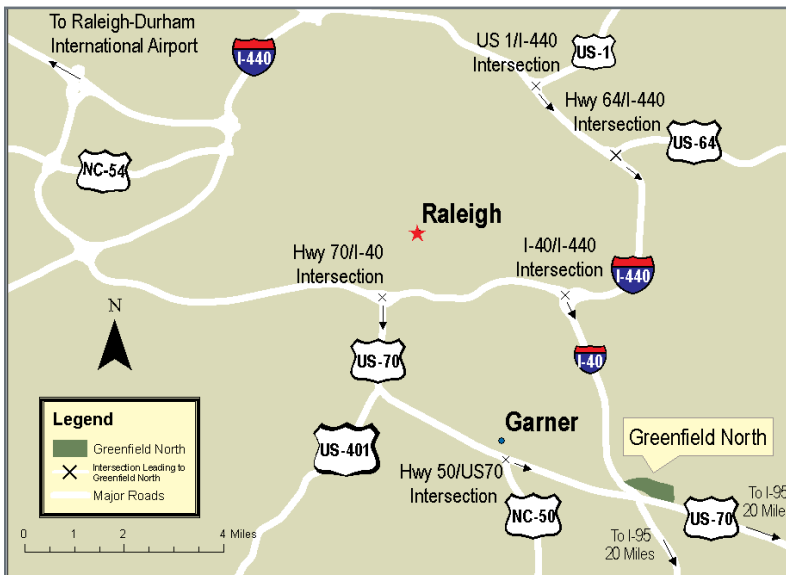 To Raleigh-Durham
International Airport
I-440
US 1/I-440
Intersection
US-1
Hwy 64/I-440
Intersection
US-64
NC-54
Raleigh
Hwy 70/I-40
Intersection
I-40/I-440
Intersection
I-440
N
US-70
I-40
Legend
Greenfield North
Intersection Leading to
Greenfield North
Major Roads
US-401
Garner
Greenfield North
Hwy 50/US70
Intersection
NC-50
To I-95
20 Miles
US-70
To I-95
20 Miles
0 1 2 4 Miles